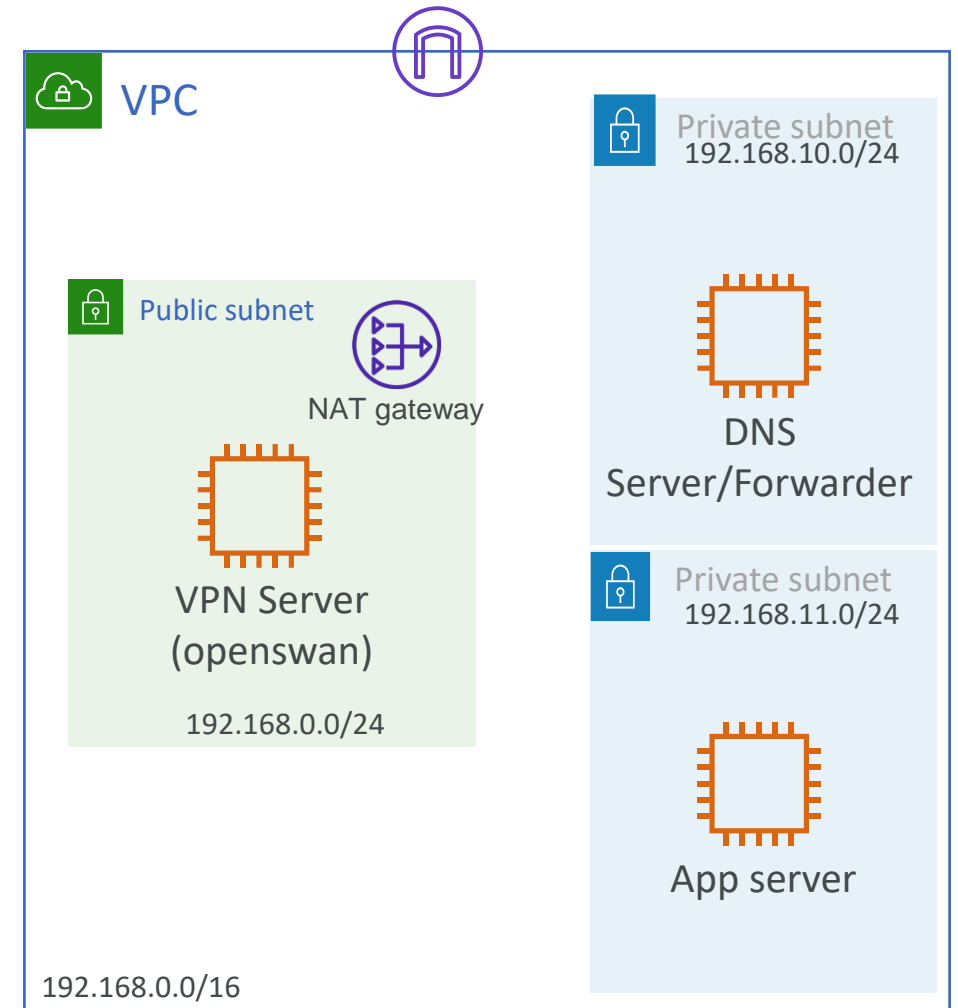 VPC
Private subnet
192.168.10.0/24
Public subnet
NAT gateway
DNS
Server/Forwarder
VPN Server
(openswan)
192.168.0.0/24
Private subnet
192.168.11.0/24
App server
192.168.0.0/16